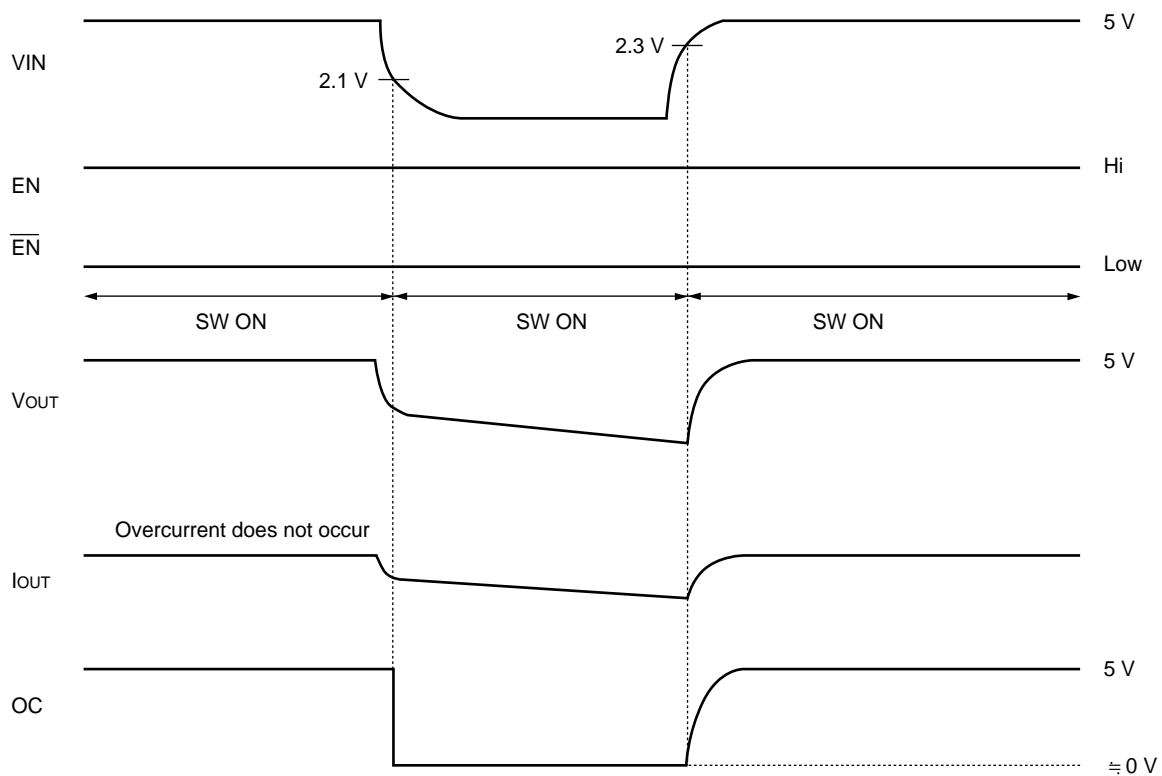 5 V
VIN
2.1 V
2.3 V
EN
Hi
EN
Low
SW ON
SW ON
SW ON
VOUT
5 V
Overcurrent does not occur
IOUT
OC
5 V
≒ 0 V